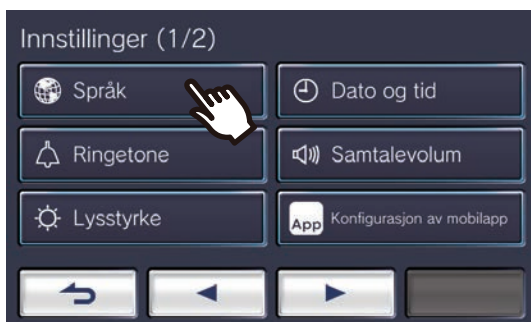 Innstillinger (1/2)
Språk
Dato og tid
Ringetone
Samtalevolum
Lysstyrke
App Konfigurasjon av mobilapp